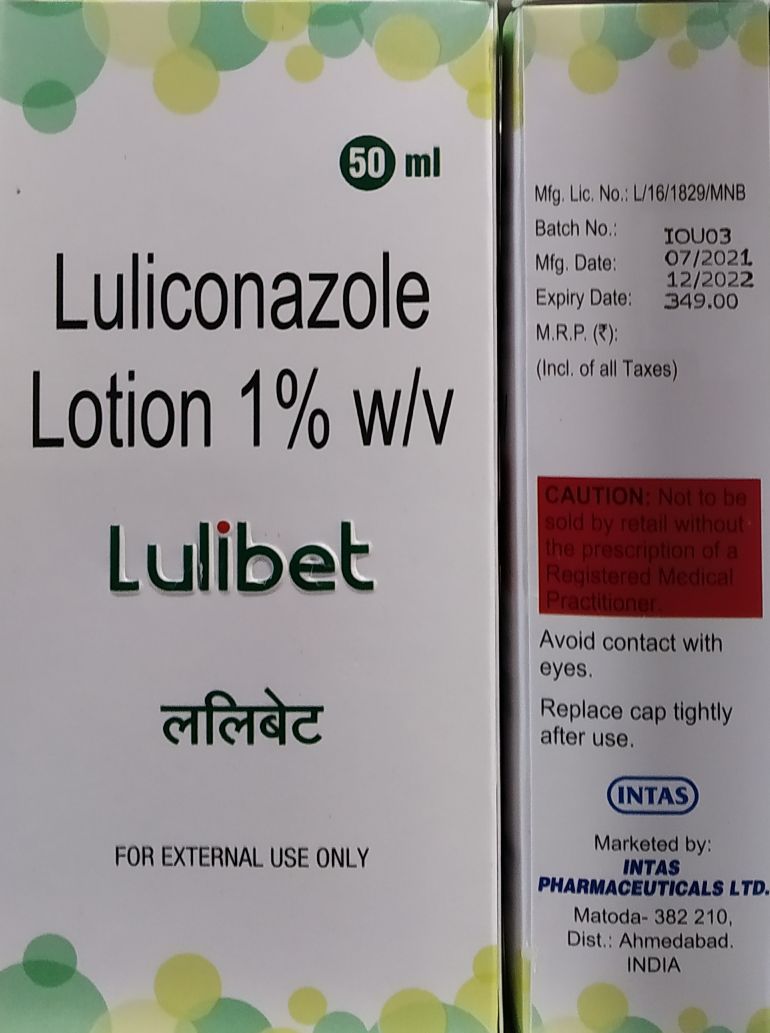 50 ml
Luliconazole
Lotion 1% w/v
Lulibet
ललिबेट
FOR EXTERNAL USE ONLY
Mfg. Lic. No.: L/16/1829/MNB
Batch No.: IOU03
Mfg. Date: 07/2021
Expiry Date: 12/2022
M.R.P. (₹): 349.00
(Incl. of all Taxes)
CAUTION: Not to be
sold by retail without
the prescription of a
Registered Medical
Practitioner.
Avoid contact with
eyes.
Replace cap tightly
after use.
INTAS
Marketed by:
INTAS
PHARMACEUTICALS LTD.
Matoda- 382 210,
Dist.: Ahmedabad.
INDIA